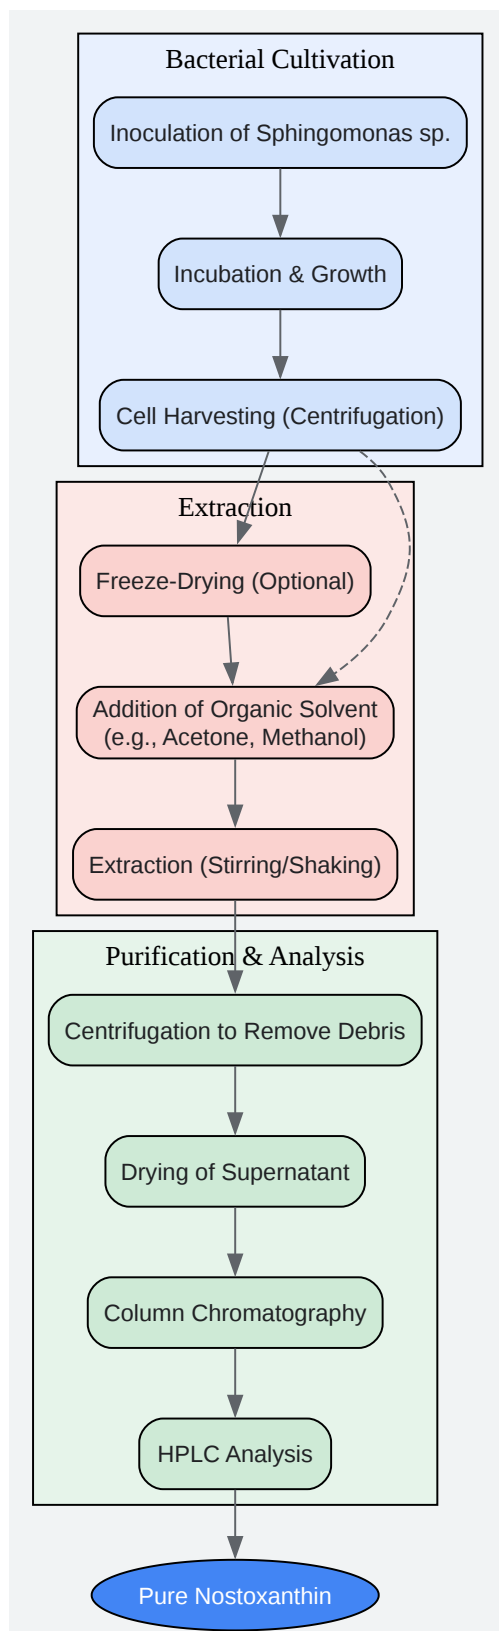 Bacterial Cultivation
Inoculation of Sphingomonas sp.
Incubation & Growth
Cell Harvesting (Centrifugation)
Extraction
Freeze-Drying (Optional)
Addition of Organic Solvent
(e.g., Acetone, Methanol)
Extraction (Stirring/Shaking)
Purification & Analysis
Centrifugation to Remove Debris
Drying of Supernatant
Column Chromatography
HPLC Analysis
Pure Nostoxanthin